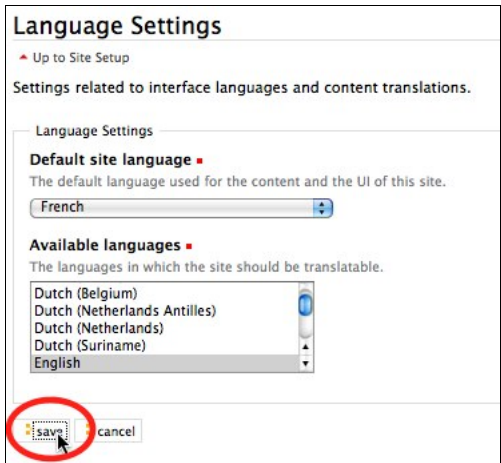 Language Settings
Up to Site Setup
Settings related to interface languages and content translations.
Language Settings
Default site language
The default language used for the content and the UI of this site.
French
Available languages
The languages in which the site should be translatable.
Dutch (Belgium)
Dutch (Netherlands Antilles)
Dutch (Netherlands)
Dutch (Suriname)
English
save cancel